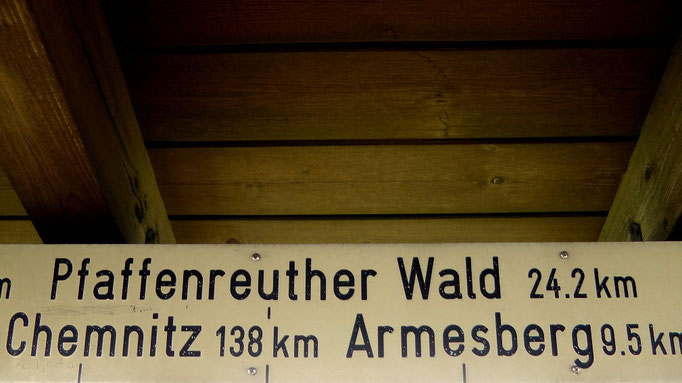 m Pfaffenreuther Wald 24.2 km
Chemnitz 138 km Armesberg 9.5 km